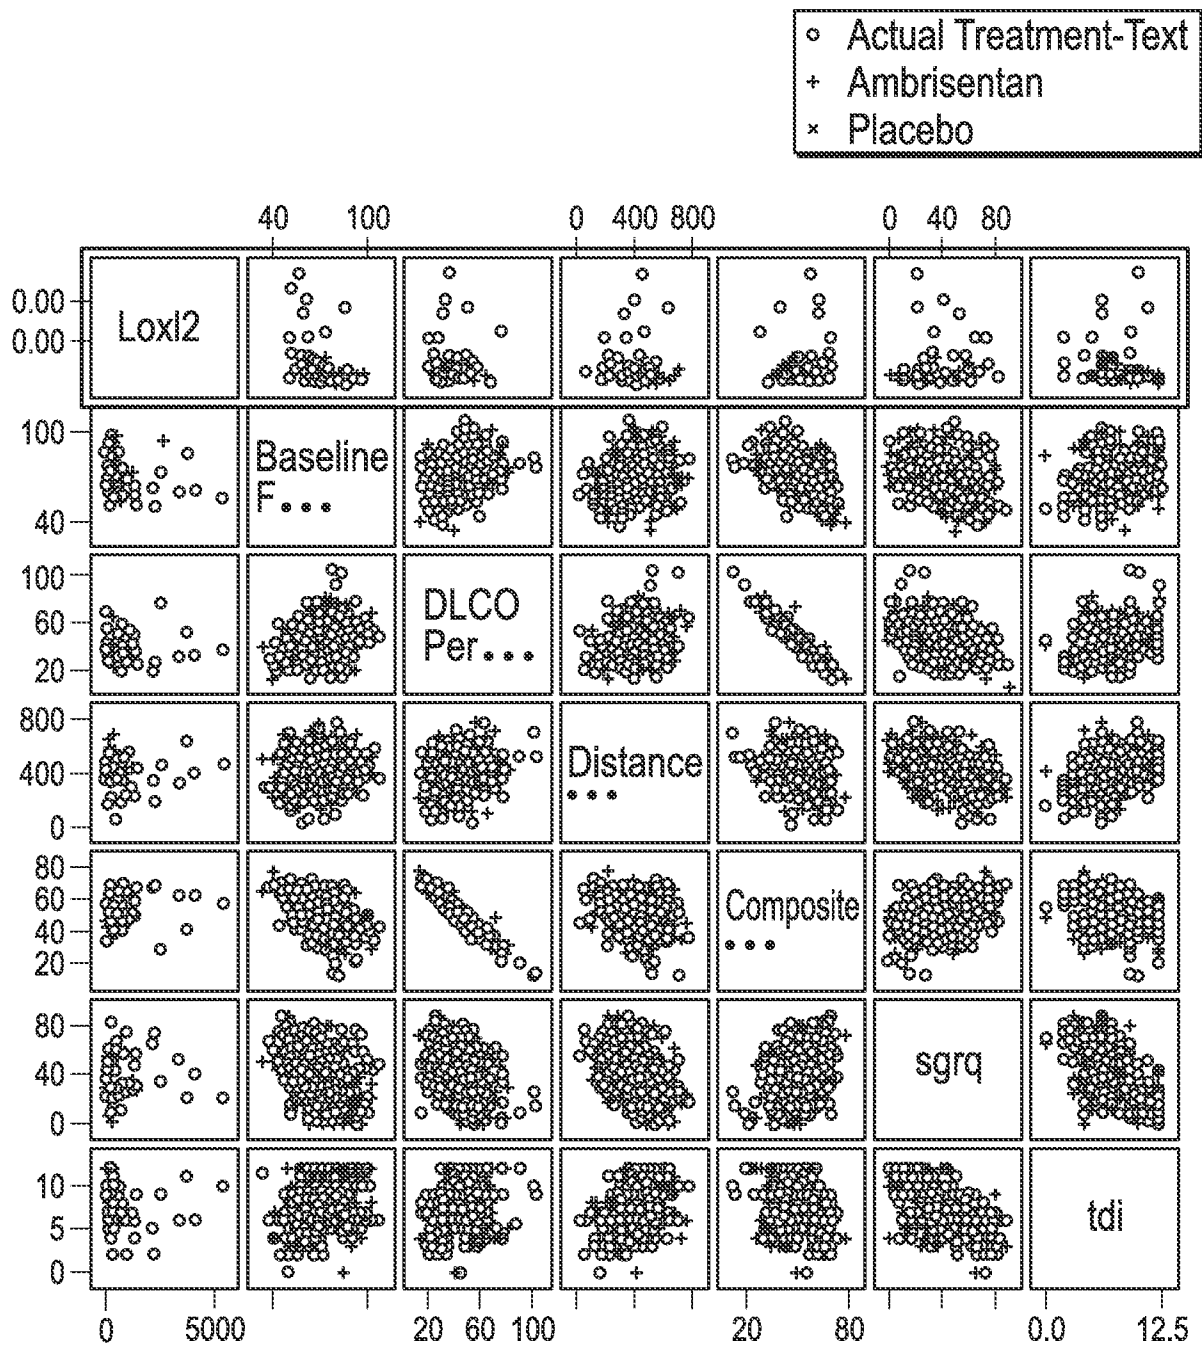 Actual Treatment-Text
Ambrisentan
Placebo
40 100 0 400 800 0 40 80
0.00
0.00
Loxl2
100
40
Baseline
F...
100
60
20
DLCO
Per...
800
400
0
Distance
...
80
60
40
20
Composite
...
80
40
0
sgrq
10
5
0
tdi
0 5000 20 60 100 20 80 0.0 12.5